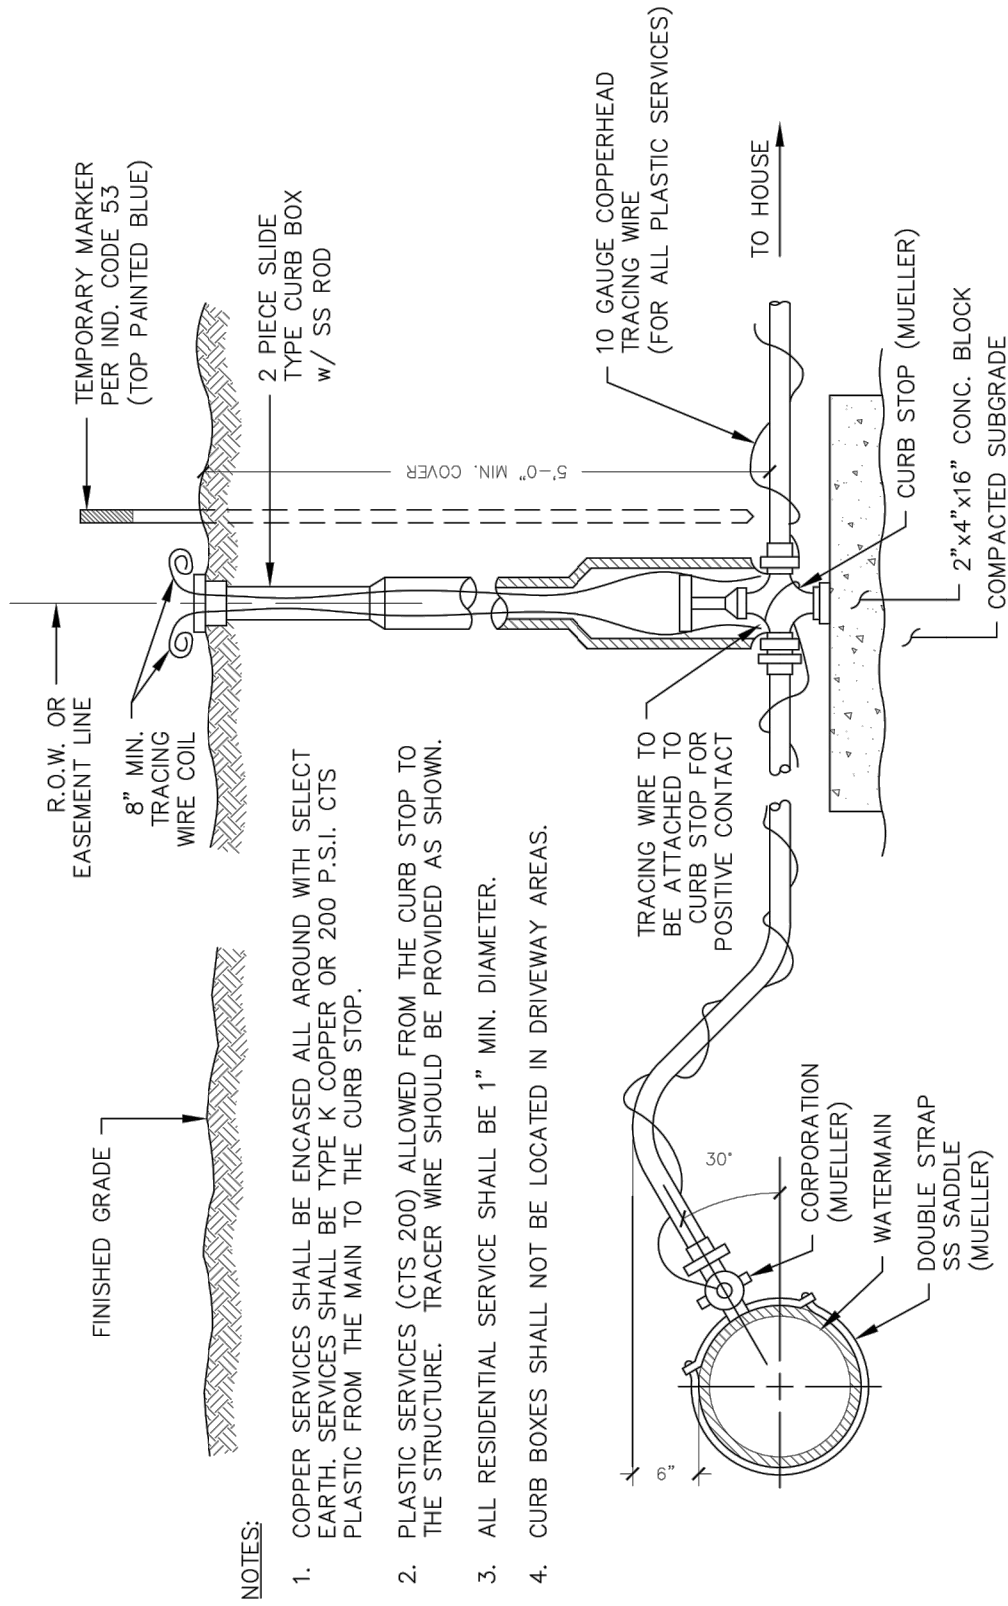 TEMPORARY MARKER
PER IND. CODE 53
(TOP PAINTED BLUE)
R.O.W. OR
EASEMENT LINE
8" MIN.
TRACING
WIRE COIL
FINISHED GRADE
2 PIECE SLIDE
TYPE CURB BOX
w/ SS ROD
NOTES:
1. COPPER SERVICES SHALL BE ENCASED ALL AROUND WITH SELECT
EARTH. SERVICES SHALL BE TYPE K COPPER OR 200 P.S.I. CTS
PLASTIC FROM THE MAIN TO THE CURB STOP.
2. PLASTIC SERVICES (CTS 200) ALLOWED FROM THE CURB STOP TO
THE STRUCTURE. TRACER WIRE SHOULD BE PROVIDED AS SHOWN.
3. ALL RESIDENTIAL SERVICE SHALL BE 1" MIN. DIAMETER.
4. CURB BOXES SHALL NOT BE LOCATED IN DRIVEWAY AREAS.
5'-0" MIN. COVER
10 GAUGE COPPERHEAD
TRACING WIRE
(FOR ALL PLASTIC SERVICES)
TRACING WIRE TO
BE ATTACHED TO
CURB STOP FOR
POSITIVE CONTACT
TO HOUSE
6"
30°
CORPORATION
(MUELLER)
WATERMAIN
DOUBLE STRAP
SS SADDLE
(MUELLER)
CURB STOP (MUELLER)
2"x4"x16" CONC. BLOCK
COMPACTED SUBGRADE